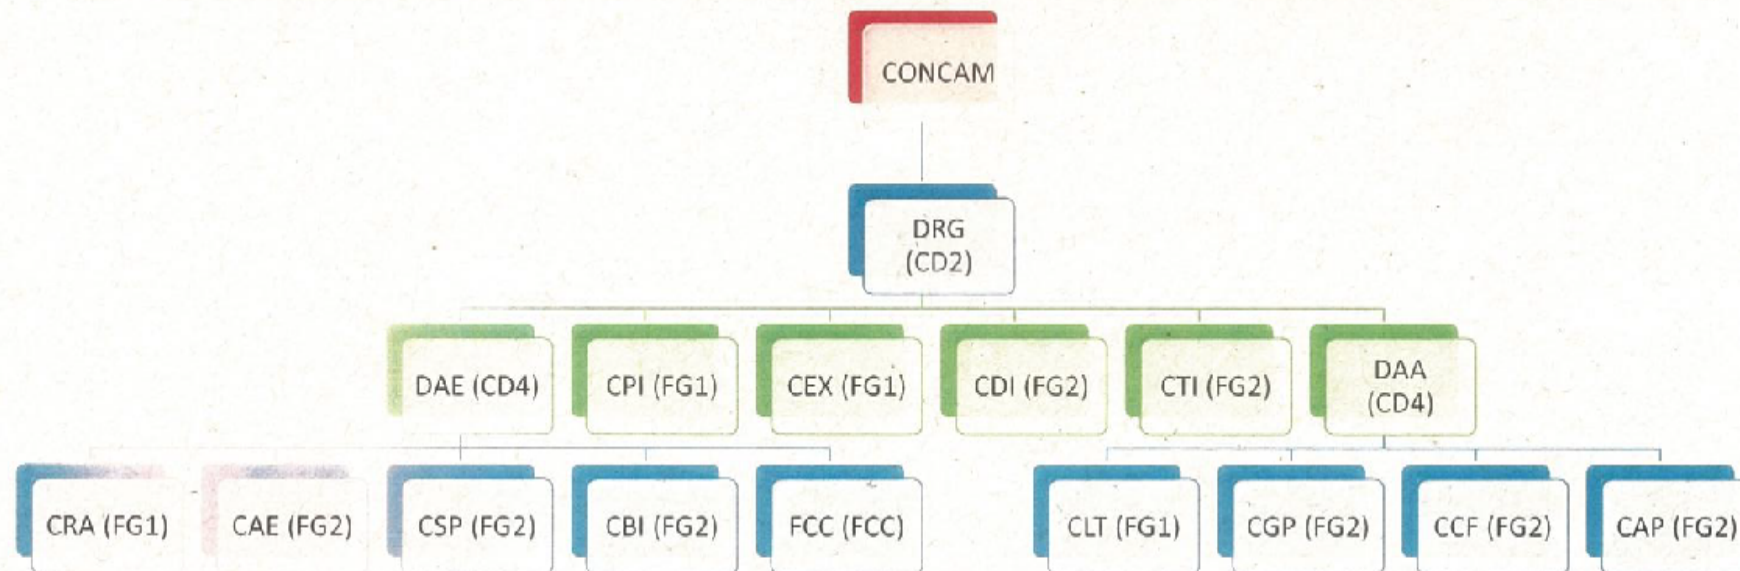 CONCAM
DRG
(CD2)
DAE (CD4)
CPI (FG1)
CEX (FG1)
CDI (FG2)
CTI (FG2)
DAA
(CD4)
CRA (FG1)
CAE (FG2)
CSP (FG2)
CBI (FG2)
FCC (FCC)
CLT (FG1)
CGP (FG2)
CCF (FG2)
CAP (FG2)